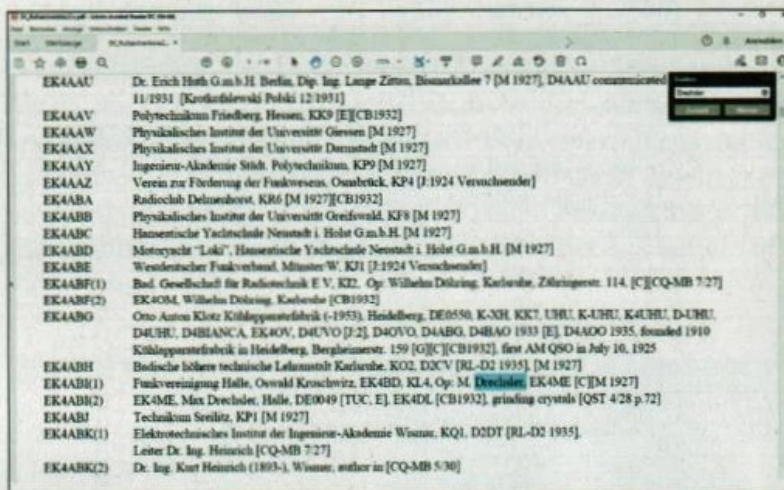 Start Werkzeuge
Anmelden
EK4AAU Dr. Erich Huth G.m.b.H. Berlin, Dip. Ing. Lange Zittau, Bismarkallee 7 [M 1927], D4AAU communicated
11/1931 [Krotkofalewski Polski 12/1931]
Drechsler
EK4AAV Polytechnikum Friedberg, Hessen, KK9 [E][CB1932]
EK4AAW Physikalisches Institut der Universität Giessen [M 1927]
EK4AAX Physikalisches Institut der Universität Darmstadt [M 1927]
EK4AAY Ingenieur-Akademie Städt. Polytechnikum, KP9 [M 1927]
EK4AAZ Verein zur Förderung der Funkwesens, Osnabrück, KP4 [J:1924 Versuchsender]
EK4ABA Radioclub Delmenhorst, KR6 [M 1927][CB1932]
EK4ABB Physikalisches Institut der Universität Greifswald, KF8 [M 1927]
EK4ABC Hanseatische Yachtschule Neustadt i. Holst G.m.b.H. [M 1927]
EK4ABD Motoryacht "Loki", Hanseatische Yachtschule Neustadt i. Holst G.m.b.H. [M 1927]
EK4ABE Westdeutscher Funkverband, Münster/W, KJ1 [J:1924 Versuchsender]
EK4ABF(1) Bad. Gesellschaft für Radiotechnik E V, KI2, Op: Wilhelm Döhring, Karlsruhe, Zähringerstr. 114, [C][CQ-MB 7/27]
EK4ABF(2) EK4OM, Wilhelm Döhring, Karlsruhe [CB1932]
EK4ABG Otto Anton Klotz Kühlapparatefabrik (-1953), Heidelberg, DE0550, K-XH, KK7, UHU, K-UHU, K4UHU, D-UHU,
D4UHU, D4BIANCA, EK4OV, D4UVO [J:2], D4OVO, D4ABG, D4BAO 1933 [E], D4AOO 1935, founded 1910
Kühlapparatefabrik in Heidelberg, Bergheimerstr. 159 [G][C][CB1932], first AM QSO in July 10, 1925
EK4ABH Badische höhere technische Lehranstalt Karlsruhe, KO2, D2CV [RL-D2 1935], [M 1927]
EK4ABI(1) Funkvereinigung Halle, Oswald Kruschwitz, EK4BD, KL4, Op: M. Drechsler, EK4ME [C][M 1927]
EK4ABI(2) EK4ME, Max Drechsler, Halle, DE0049 [TUC, E], EK4DL [CB1932], grinding crystals [QST 4/28 p.72]
EK4ABJ Technikum Strelitz, KP1 [M 1927]
EK4ABK(1) Elektrotechnisches Institut der Ingenieur-Akademie Wismar, KQ1, D2DT [RL-D2 1935],
Leiter Dr. Ing. Heinrich [CQ-MB 7/27]
EK4ABK(2) Dr. Ing. Kurt Heinrich (1893-), Wismar, author in [CQ-MB 5/30]